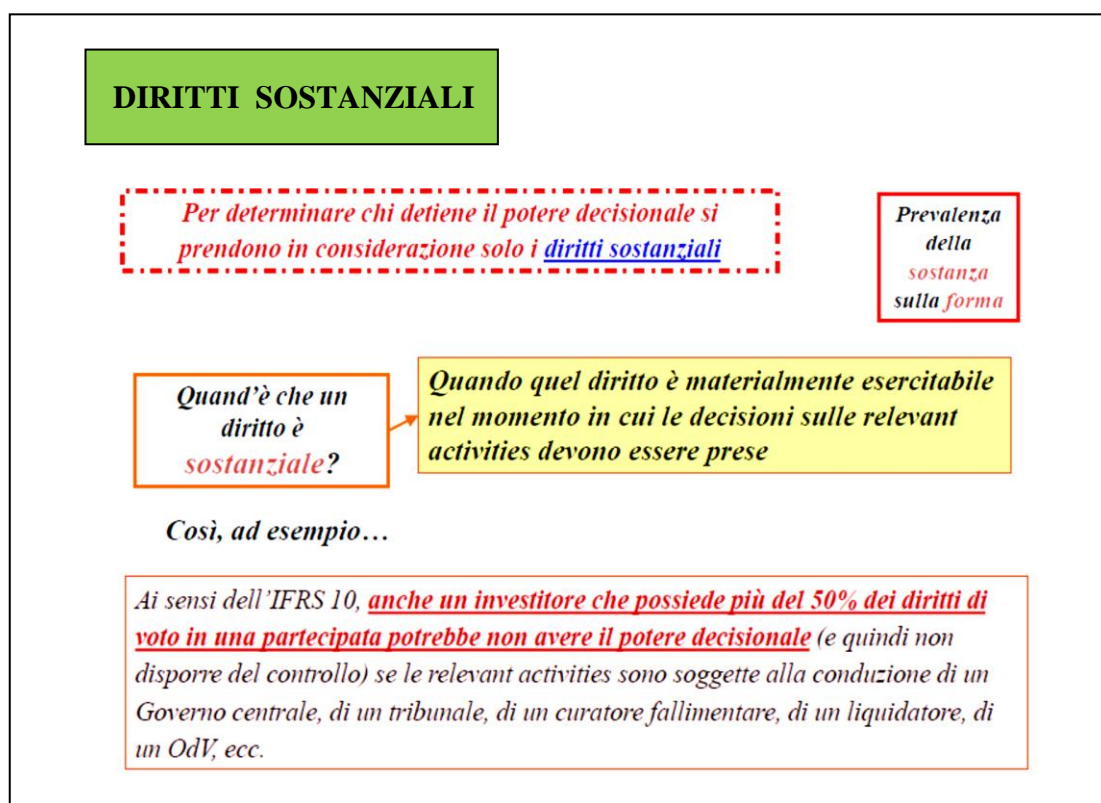 DIRITTI SOSTANZIALI
Per determinare chi detiene il potere decisionale si
prendono in considerazione solo i diritti sostanziali
Prevalenza
della
sostanza
sulla forma
Quand'è che un
diritto è
sostanziale?
Quando quel diritto è materialmente esercitabile
nel momento in cui le decisioni sulle relevant
activities devono essere prese
Così, ad esempio…
Ai sensi dell'IFRS 10, anche un investitore che possiede più del 50% dei diritti di
voto in una partecipata potrebbe non avere il potere decisionale (e quindi non
disporre del controllo) se le relevant activities sono soggette alla conduzione di un
Governo centrale, di un tribunale, di un curatore fallimentare, di un liquidatore, di
un OdV, ecc.